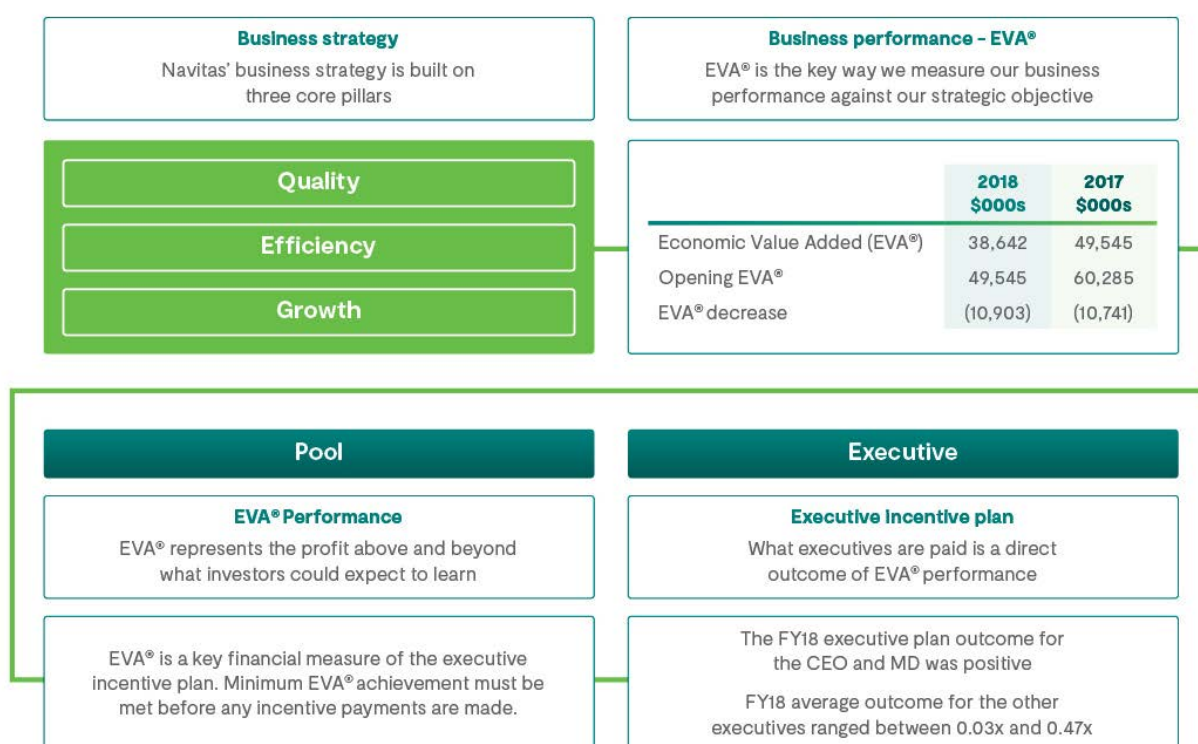 Business strategy
Navitas' business strategy is built on
three core pillars
Business performance - EVA®
EVA® is the key way we measure our business
performance against our strategic objective
Quality
Efficiency
Growth
2018 2017
$000s $000s
Economic Value Added (EVA®) 38,642 49,545
Opening EVA® 49,545 60,285
EVA® decrease (10,903) (10,741)
Pool
EVA® Performance
EVA® represents the profit above and beyond
what investors could expect to learn
EVA® is a key financial measure of the executive
incentive plan. Minimum EVA® achievement must be
met before any incentive payments are made.
Executive
Executive incentive plan
What executives are paid is a direct
outcome of EVA® performance
The FY18 executive plan outcome for
the CEO and MD was positive
FY18 average outcome for the other
executives ranged between 0.03x and 0.47x